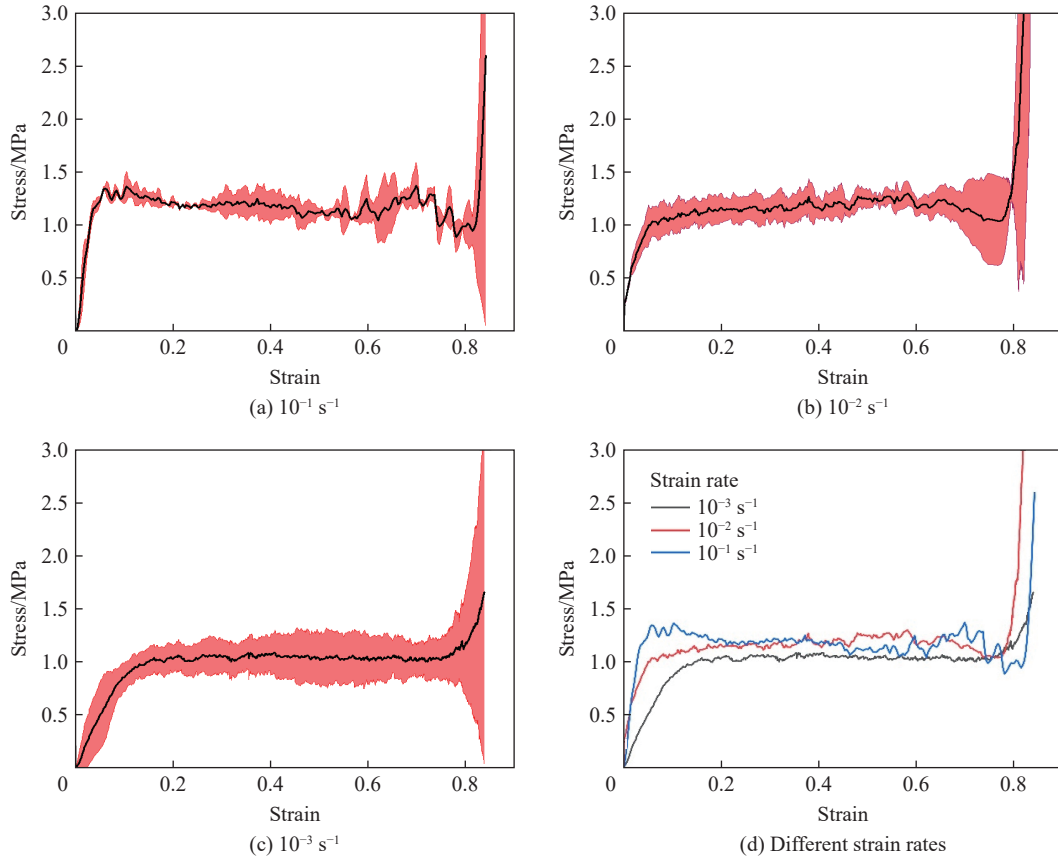 3.0
2.5
2.0
1.5
1.0
0.5
0
0.2
0.4
0.6
0.8
Stress/MPa
Strain
(a) 10⁻¹ s⁻¹
3.0
2.5
2.0
1.5
1.0
0.5
0
0.2
0.4
0.6
0.8
Stress/MPa
Strain
(b) 10⁻² s⁻¹
3.0
2.5
2.0
1.5
1.0
0.5
0
0.2
0.4
0.6
0.8
Stress/MPa
Strain
(c) 10⁻³ s⁻¹
3.0
2.5
2.0
1.5
1.0
0.5
0
0.2
0.4
0.6
0.8
Stress/MPa
Strain rate
10⁻³ s⁻¹
10⁻² s⁻¹
10⁻¹ s⁻¹
Strain
(d) Different strain rates